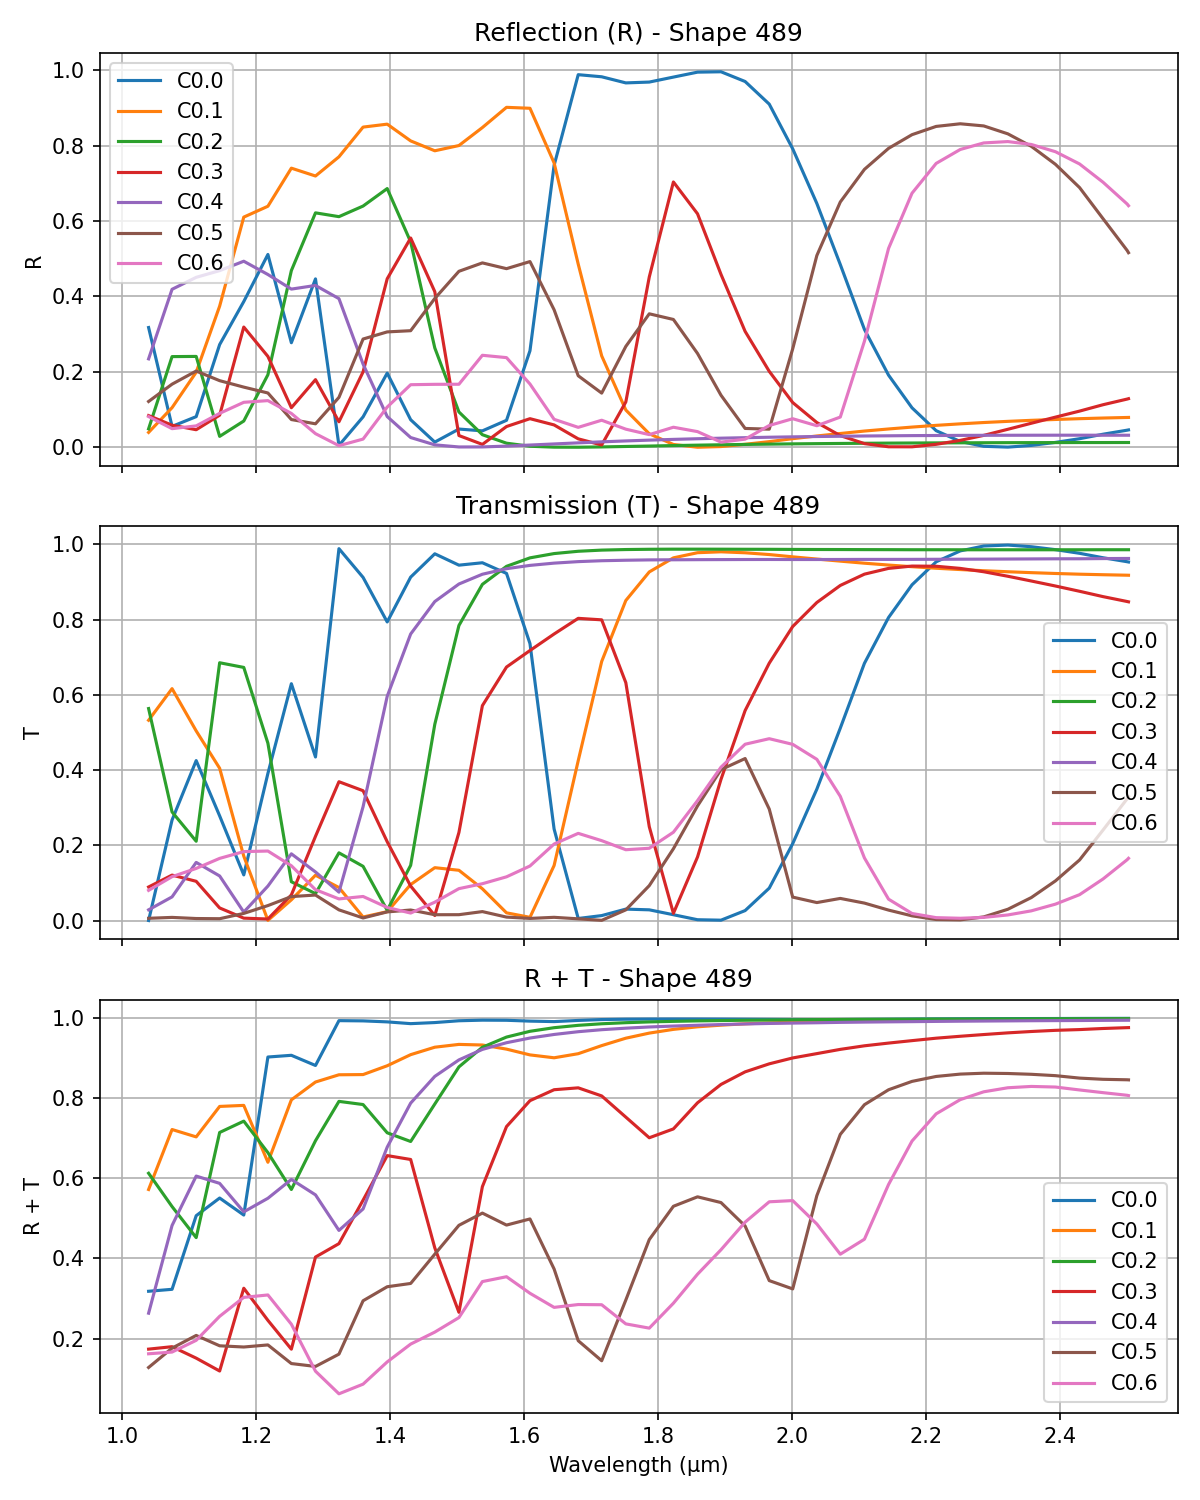 Reflection (R) - Shape 489
1.0
0.8
0.6
0.4
0.2
0.0
R
C0.0
C0.1
C0.2
C0.3
C0.4
C0.5
C0.6
Transmission (T) - Shape 489
1.0
0.8
0.6
0.4
0.2
0.0
T
C0.0
C0.1
C0.2
C0.3
C0.4
C0.5
C0.6
R + T - Shape 489
1.0
0.8
0.6
0.4
0.2
R + T
C0.0
C0.1
C0.2
C0.3
C0.4
C0.5
C0.6
1.0 1.2 1.4 1.6 1.8 2.0 2.2 2.4
Wavelength (µm)